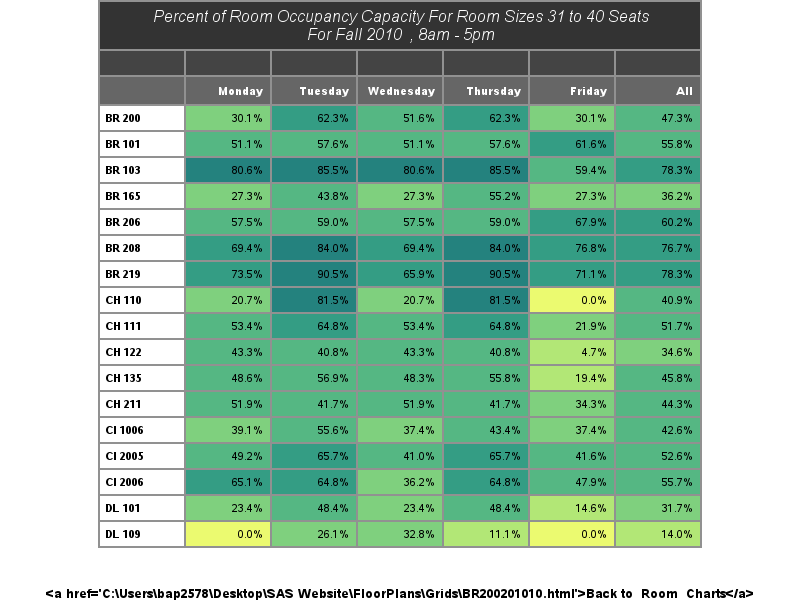 Percent of Room Occupancy Capacity For Room Sizes 31 to 40 Seats
For Fall 2010 , 8am - 5pm
Monday Tuesday Wednesday Thursday Friday All
BR 200 30.1% 62.3% 51.6% 62.3% 30.1% 47.3%
BR 101 51.1% 57.6% 51.1% 57.6% 61.6% 55.8%
BR 103 80.6% 85.5% 80.6% 85.5% 59.4% 78.3%
BR 165 27.3% 43.8% 27.3% 55.2% 27.3% 36.2%
BR 206 57.5% 59.0% 57.5% 59.0% 67.9% 60.2%
BR 208 69.4% 84.0% 69.4% 84.0% 76.8% 76.7%
BR 219 73.5% 90.5% 65.9% 90.5% 71.1% 78.3%
CH 110 20.7% 81.5% 20.7% 81.5% 0.0% 40.9%
CH 111 53.4% 64.8% 53.4% 64.8% 21.9% 51.7%
CH 122 43.3% 40.8% 43.3% 40.8% 4.7% 34.6%
CH 135 48.6% 56.9% 48.3% 55.8% 19.4% 45.8%
CH 211 51.9% 41.7% 51.9% 41.7% 34.3% 44.3%
CI 1006 39.1% 55.6% 37.4% 43.4% 37.4% 42.6%
CI 2005 49.2% 65.7% 41.0% 65.7% 41.6% 52.6%
CI 2006 65.1% 64.8% 36.2% 64.8% 47.9% 55.7%
DL 101 23.4% 48.4% 23.4% 48.4% 14.6% 31.7%
DL 109 0.0% 26.1% 32.8% 11.1% 0.0% 14.0%
<a href='C:\Users\bap2578\Desktop\SAS Website\FloorPlans\Grids\BR200201010.html'>Back to Room Charts</a>